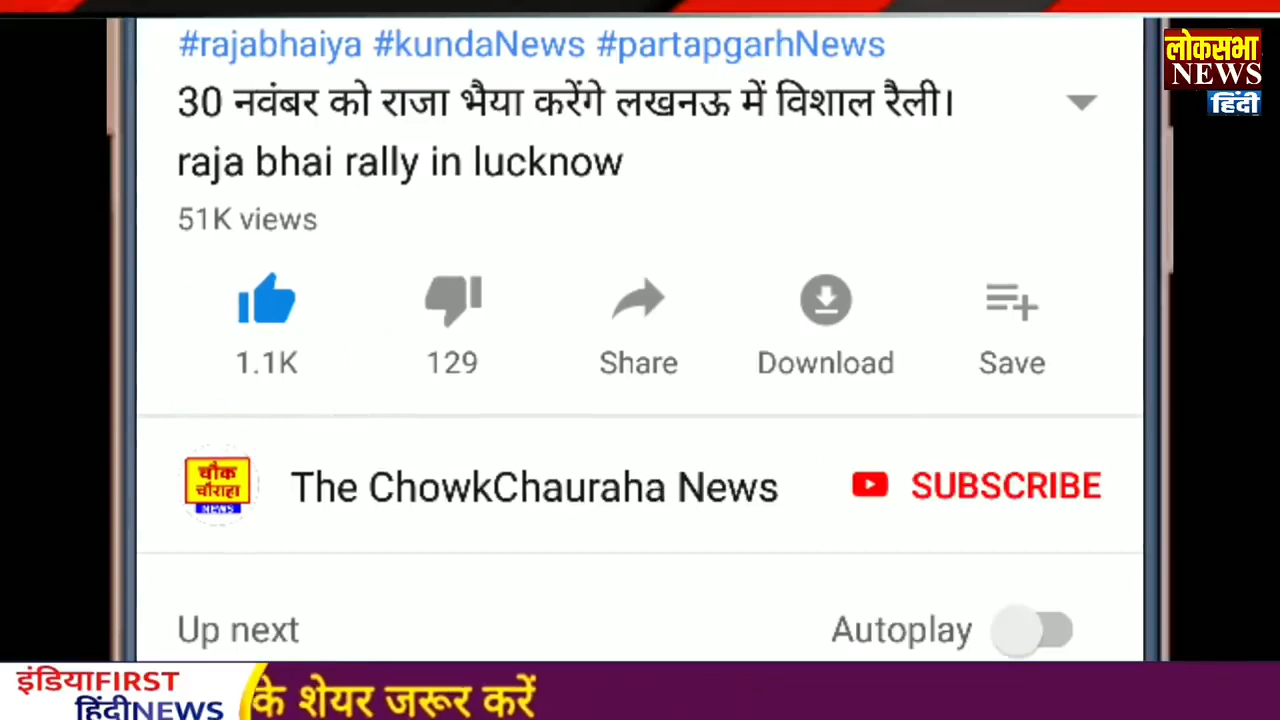 #rajabhaiya #kundaNews #partapgarhNews
लोकसभा
NEWS
हिंदी
30 नवंबर को राजा भैया करेंगे लखनऊ में विशाल रैली।
raja bhai rally in lucknow
51K views
1.1K 129 Share Download Save
चौक
चौराहा
NEWS
The ChowkChauraha News SUBSCRIBE
Up next Autoplay
इंडियाFIRST
हिंदीNEWS
के शेयर जरूर करें